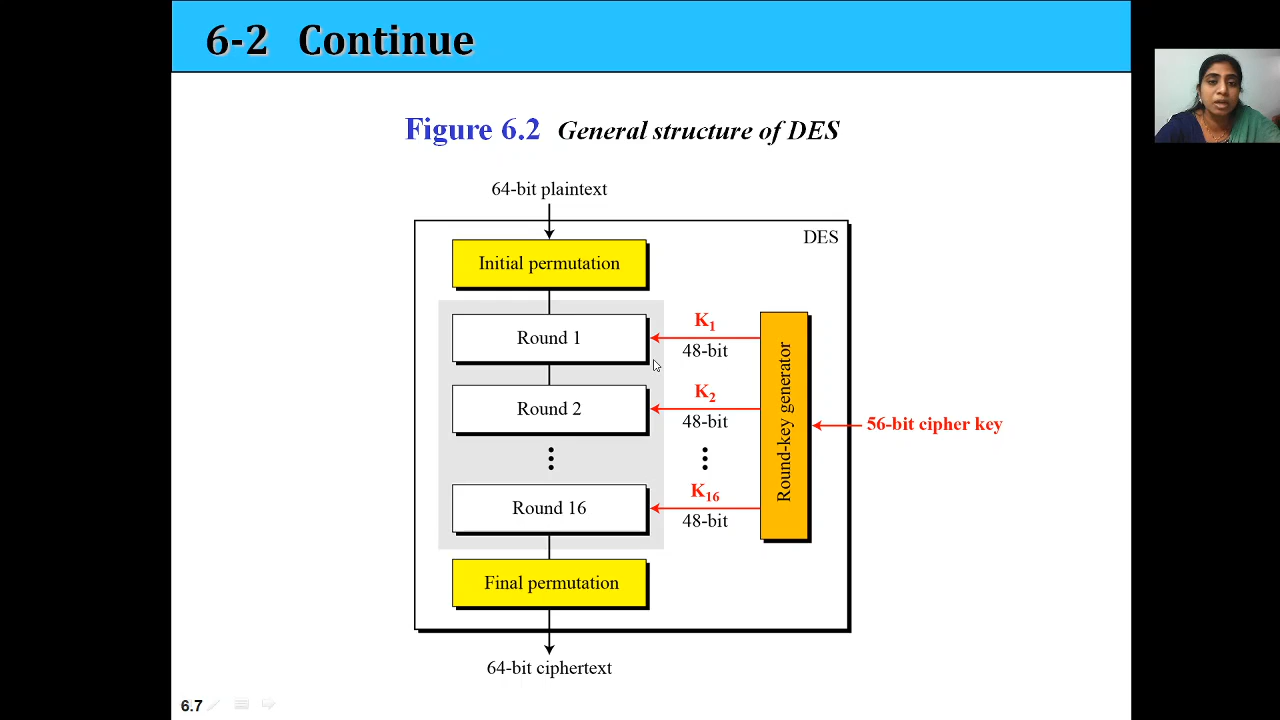 6-2 Continue
Figure 6.2 General structure of DES
64-bit plaintext
DES
Initial permutation
Round 1
K1
48-bit
Round 2
K2
48-bit
Round-key generator
56-bit cipher key
Round 16
K16
48-bit
Final permutation
64-bit ciphertext
6.7